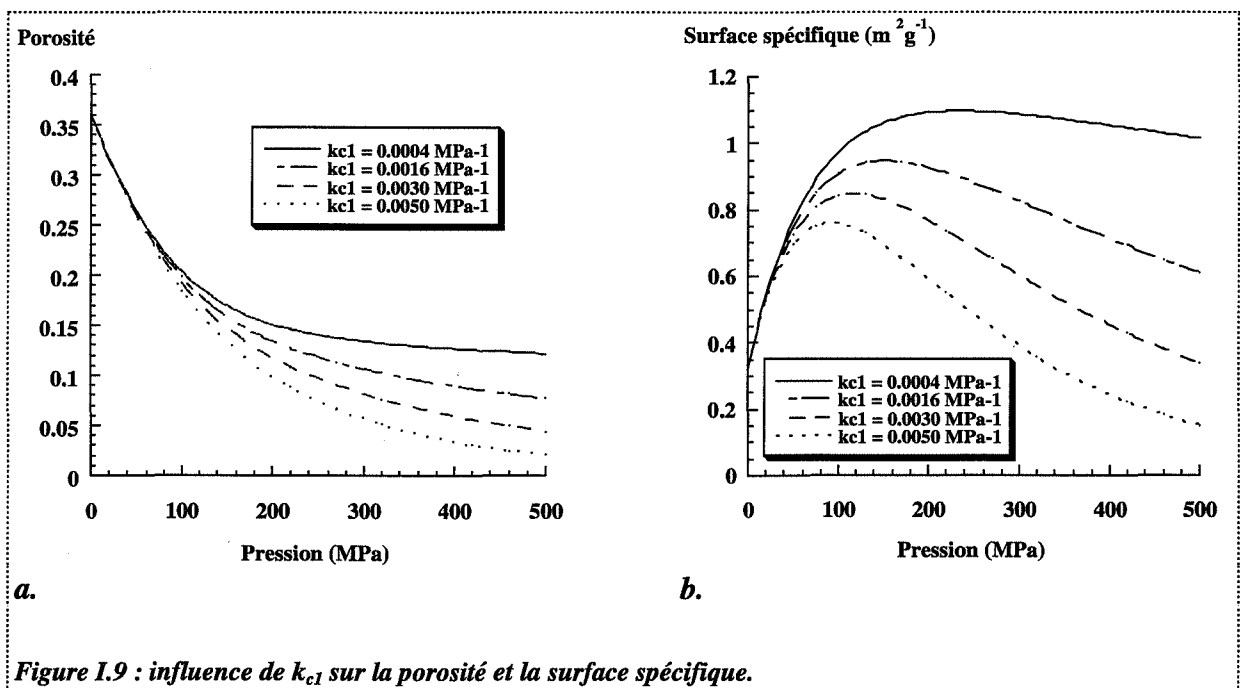 Porosité
0.4
0.35
0.3
0.25
0.2
0.15
0.1
0.05
0
0
100
200
300
400
500
Pression (MPa)
kc1 = 0.0004 MPa-1
kc1 = 0.0016 MPa-1
kc1 = 0.0030 MPa-1
kc1 = 0.0050 MPa-1
a.
Surface spécifique (m 2g-1)
1.2
1
0.8
0.6
0.4
0.2
0
0
100
200
300
400
500
Pression (MPa)
kc1 = 0.0004 MPa-1
kc1 = 0.0016 MPa-1
kc1 = 0.0030 MPa-1
kc1 = 0.0050 MPa-1
b.
Figure I.9 : influence de kc1 sur la porosité et la surface spécifique.